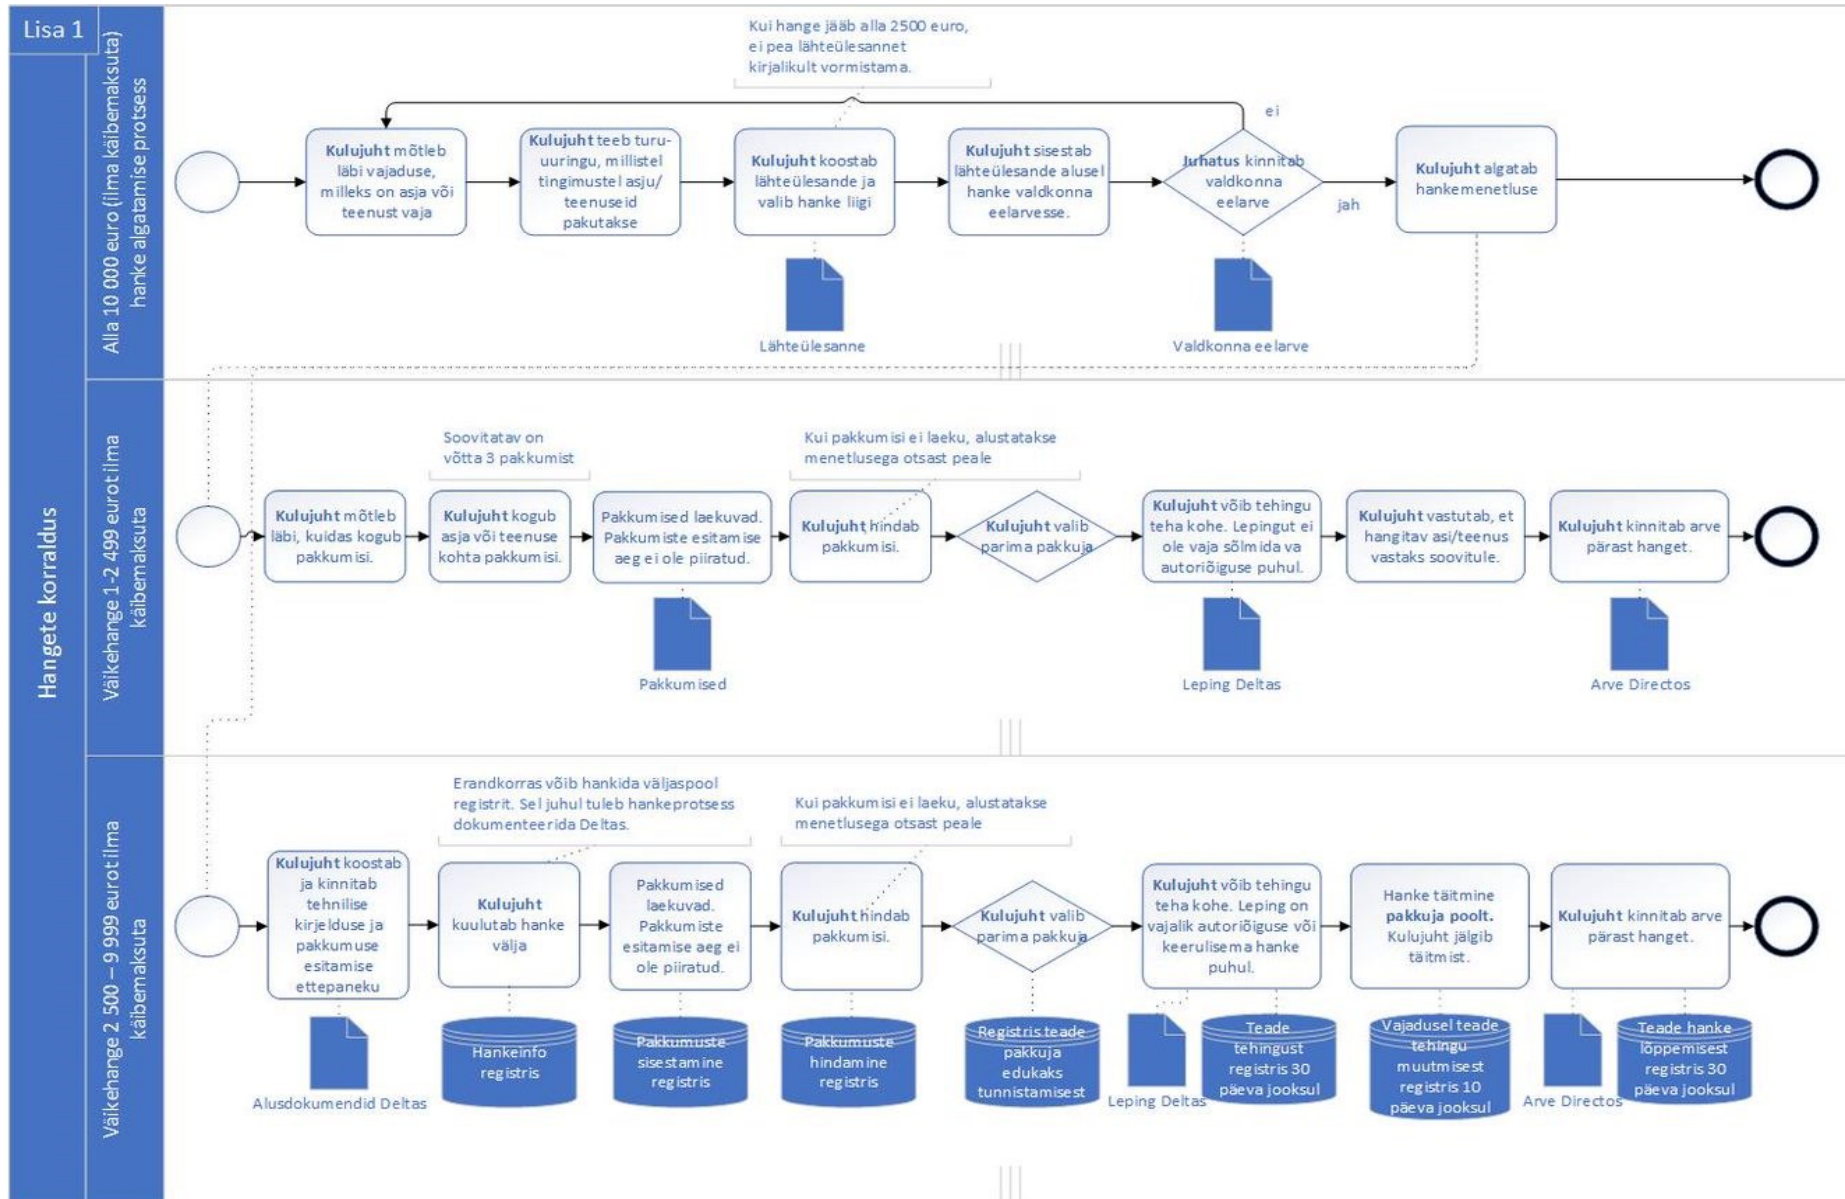 Lisa 1
Hangete korraldus
Alla 10 000 euro (ilma käibemaksuta)
hanke algatamise protsess
Kui hange jääb alla 2500 euro,
ei pea lähteülesannet
kirjalikult vormistama.
Kulujuht mõtleb
läbi vajaduse,
milleks on asja või
teenust vaja
Kulujuht teeb turu-
uuringu, millistel
tingimustel asju/
teenuseid
pakutakse
Kulujuht koostab
lähteülesande ja
valib hanke liigi
Kulujuht sisestab
lähteülesande alusel
hanke valdkonna
eelarvesse.
Juhatus kinnitab
valdkonna
eelarve
ei
jah
Kulujuht algatab
hankemenetluse
Lähteülesanne
Valdkonna eelarve
Väikehange 1-2 499 eurot ilma
käibemaksuta
Soovitatav on
võtta 3 pakkumist
Kui pakkumisi ei laeku, alustatakse
menetlusega otsast peale
Kulujuht mõtleb
läbi, kuidas kogub
pakkumisi.
Kulujuht kogub
asja või teenuse
kohta pakkumisi.
Pakkumised laekuvad.
Pakkumiste esitamise
aeg ei ole piiratud.
Kulujuht hindab
pakkumisi.
Kulujuht valib
parima pakkuja
Kulujuht võib tehingu
teha kohe. Lepingut ei
ole vaja sõlmida va
autoriõiguse puhul.
Kulujuht vastutab, et
hangitav asi/teenus
vastaks soovitule.
Kulujuht kinnitab arve
pärast hanget.
Pakkumised
Leping Deltas
Arve Directos
Väikehange 2 500 – 9 999 eurot ilma
käibemaksuta
Erandkorras võib hankida väljaspool
registrit. Sel juhul tuleb hankeprotsess
dokumenteerida Deltas.
Kui pakkumisi ei laeku, alustatakse
menetlusega otsast peale
Kulujuht koostab
ja kinnitab
tehnilise
kirjelduse ja
pakkumuse
esitamise
ettepaneku
Kulujuht
kuulutab hanke
välja
Pakkumised
laekuvad.
Pakkumiste
esitamise aeg ei
ole piiratud.
Kulujuht hindab
pakkumisi.
Kulujuht valib
parima pakkuja
Kulujuht võib tehingu
teha kohe. Leping on
vajalik autoriõiguse või
keerulisema hanke
puhul.
Hanke täitmine
pakkuja poolt.
Kulujuht jälgib
täitmist.
Kulujuht kinnitab arve
pärast hanget.
Alusdokumendid Deltas
Hankeinfo
registris
Pakkumuste
sisestamine
registris
Pakkumuste
hindamine
registris
Registris teade
pakkuja
edukaks
tunnistamisest
Leping Deltas
Teade
tehingust
registris 30
päeva jooksul
Vajadusel teade
tehingu
muutmisest
registris 10
päeva jooksul
Arve Directos
Teade hanke
lõppemisest
registris 30
päeva jooksul